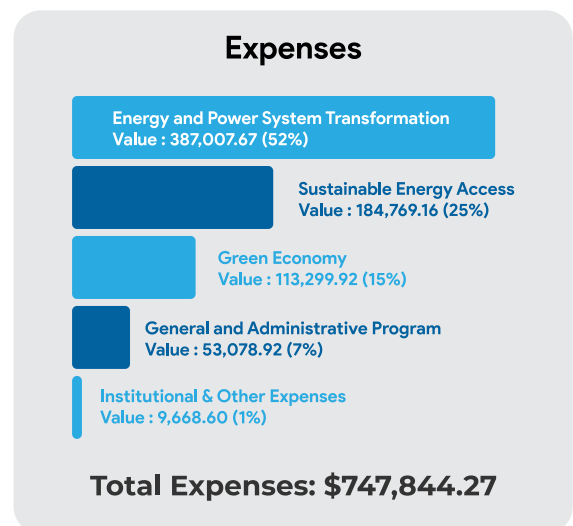 Expenses
Energy and Power System Transformation
Value : 387,007.67 (52%)
Sustainable Energy Access
Value : 184,769.16 (25%)
Green Economy
Value : 113,299.92 (15%)
General and Administrative Program
Value : 53,078.92 (7%)
Institutional & Other Expenses
Value : 9,668.60 (1%)
Total Expenses: $747,844.27